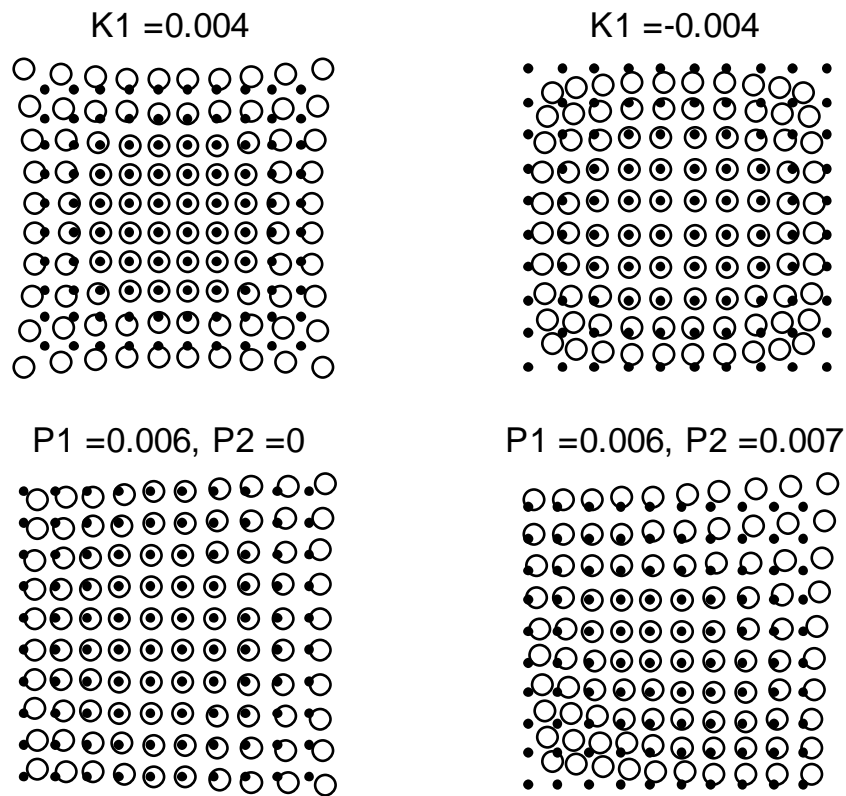 K1 =0.004
K1 =-0.004
P1 =0.006, P2 =0
P1 =0.006, P2 =0.007